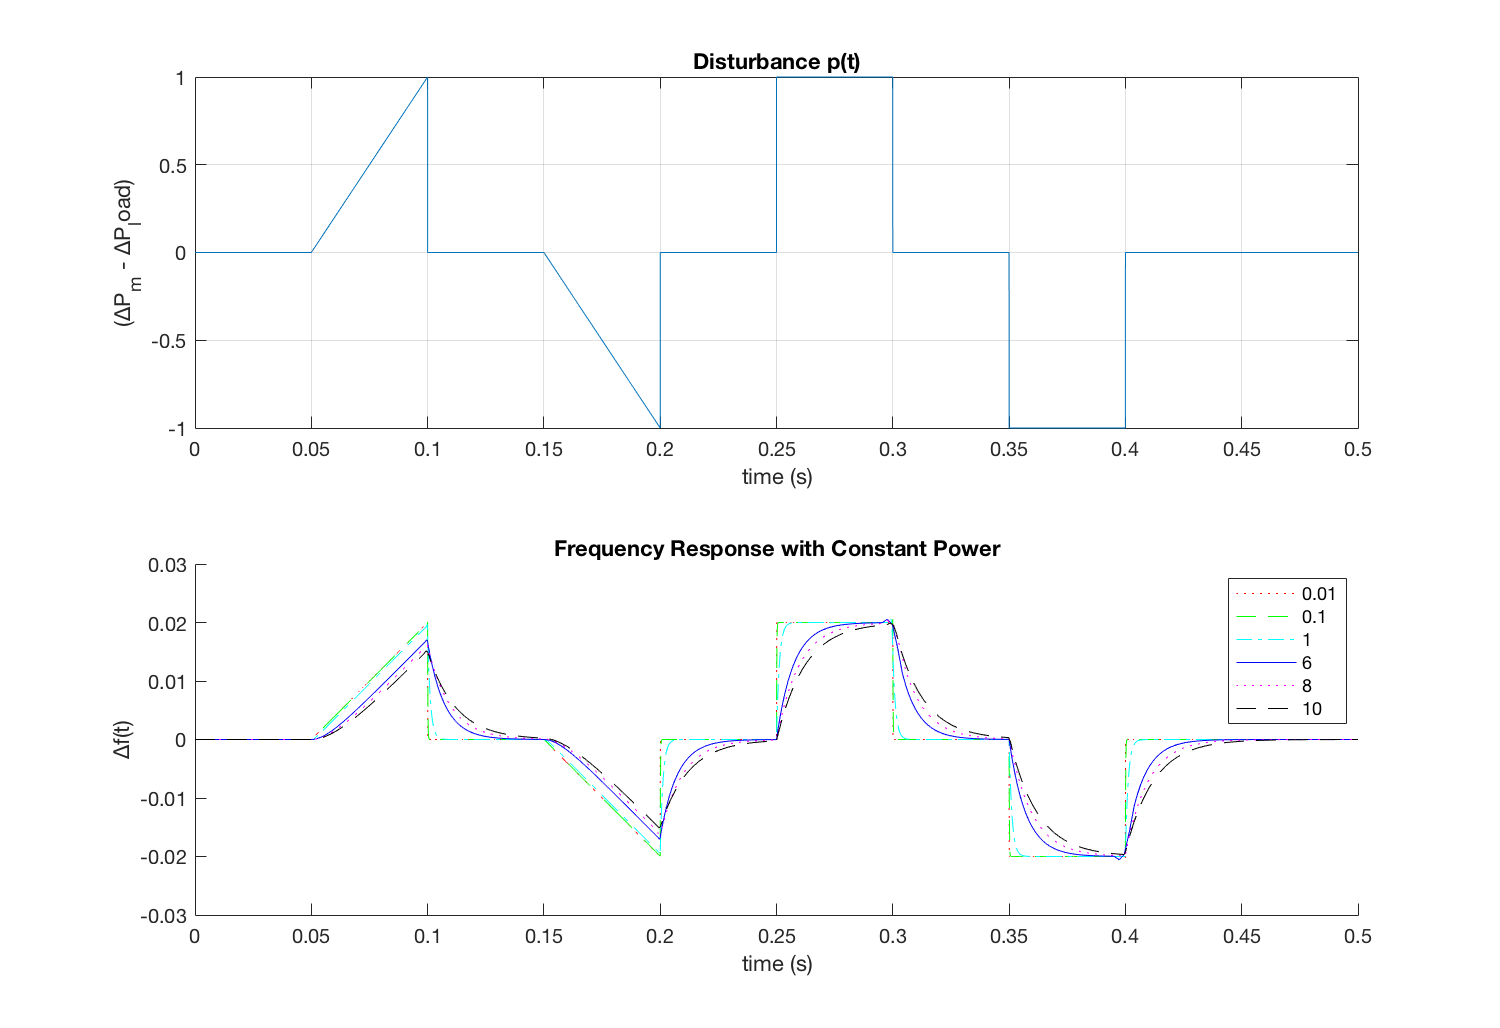 Disturbance p(t)
(ΔPm - ΔPload)
1
0.5
0
-0.5
-1
0 0.05 0.1 0.15 0.2 0.25 0.3 0.35 0.4 0.45 0.5
time (s)
Frequency Response with Constant Power
Δf(t)
0.03
0.02
0.01
0
-0.01
-0.02
-0.03
0.01
0.1
1
6
8
10
0 0.05 0.1 0.15 0.2 0.25 0.3 0.35 0.4 0.45 0.5
time (s)